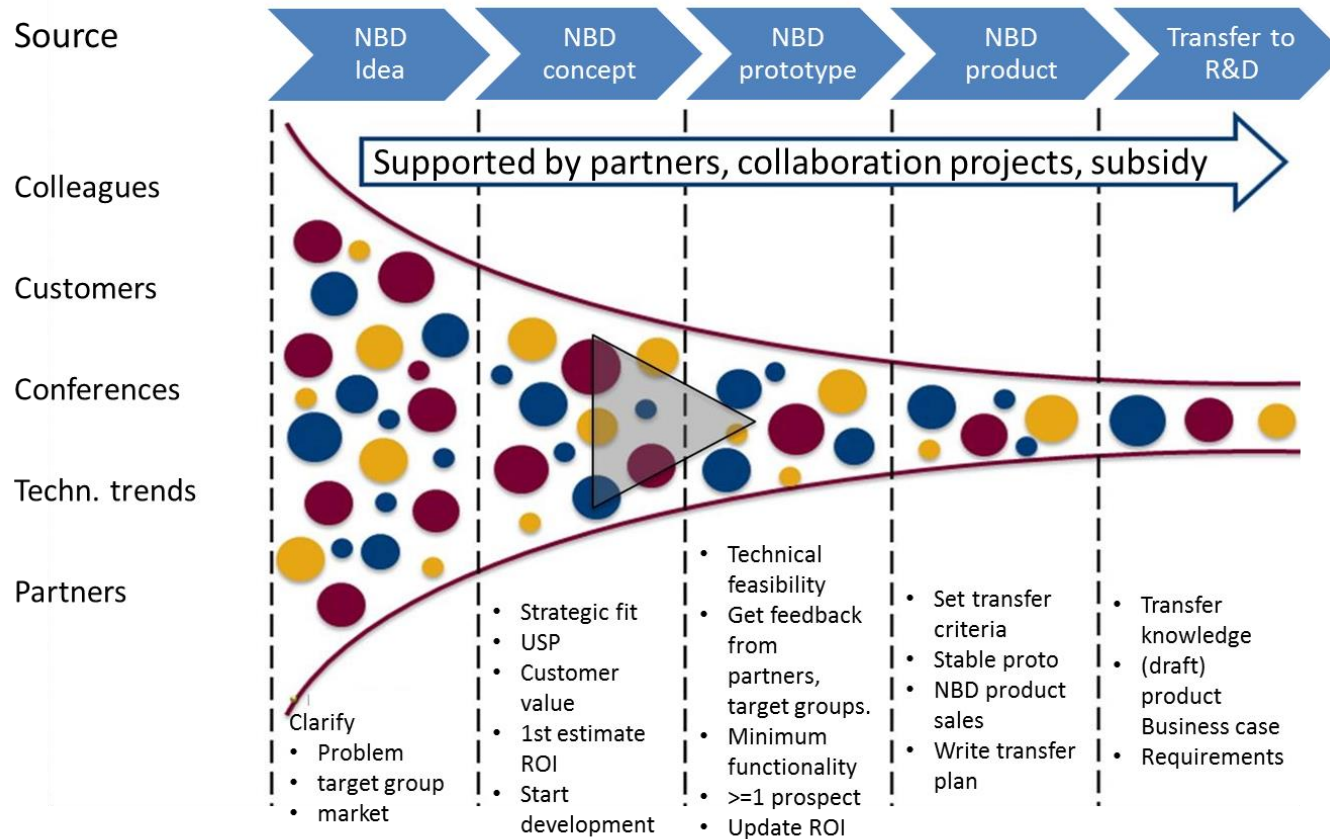 Source
NBD
Idea
NBD
concept
NBD
prototype
NBD
product
Transfer to
R&D
Supported by partners, collaboration projects, subsidy
Colleagues
Customers
Conferences
Techn. trends
Partners
Clarify
• Problem
• target group
• market
• Strategic fit
• USP
• Customer
value
• 1st estimate
ROI
• Start
development
• Technical
feasibility
• Get feedback
from
partners,
target groups.
• Minimum
functionality
• >=1 prospect
• Update ROI
• Set transfer
criteria
• Stable proto
• NBD product
sales
• Write transfer
plan
• Transfer
knowledge
• (draft)
product
Business case
• Requirements